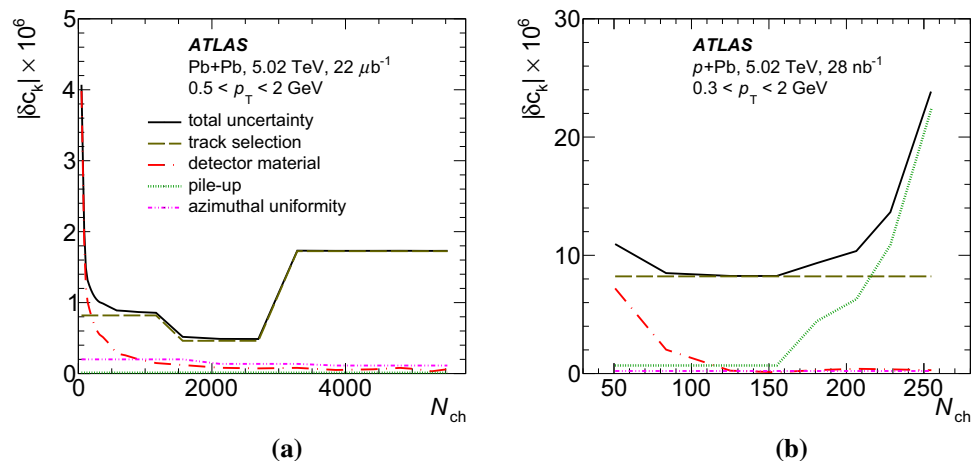 |δc_k| × 10^6
5
4
3
2
1
0
ATLAS
Pb+Pb, 5.02 TeV, 22 μb^-1
0.5 < p_T < 2 GeV
total uncertainty
track selection
detector material
pile-up
azimuthal uniformity
0 2000 4000
N_ch
(a)
|δc_k| × 10^6
30
20
10
0
ATLAS
p+Pb, 5.02 TeV, 28 nb^-1
0.3 < p_T < 2 GeV
50 100 150 200 250
N_ch
(b)